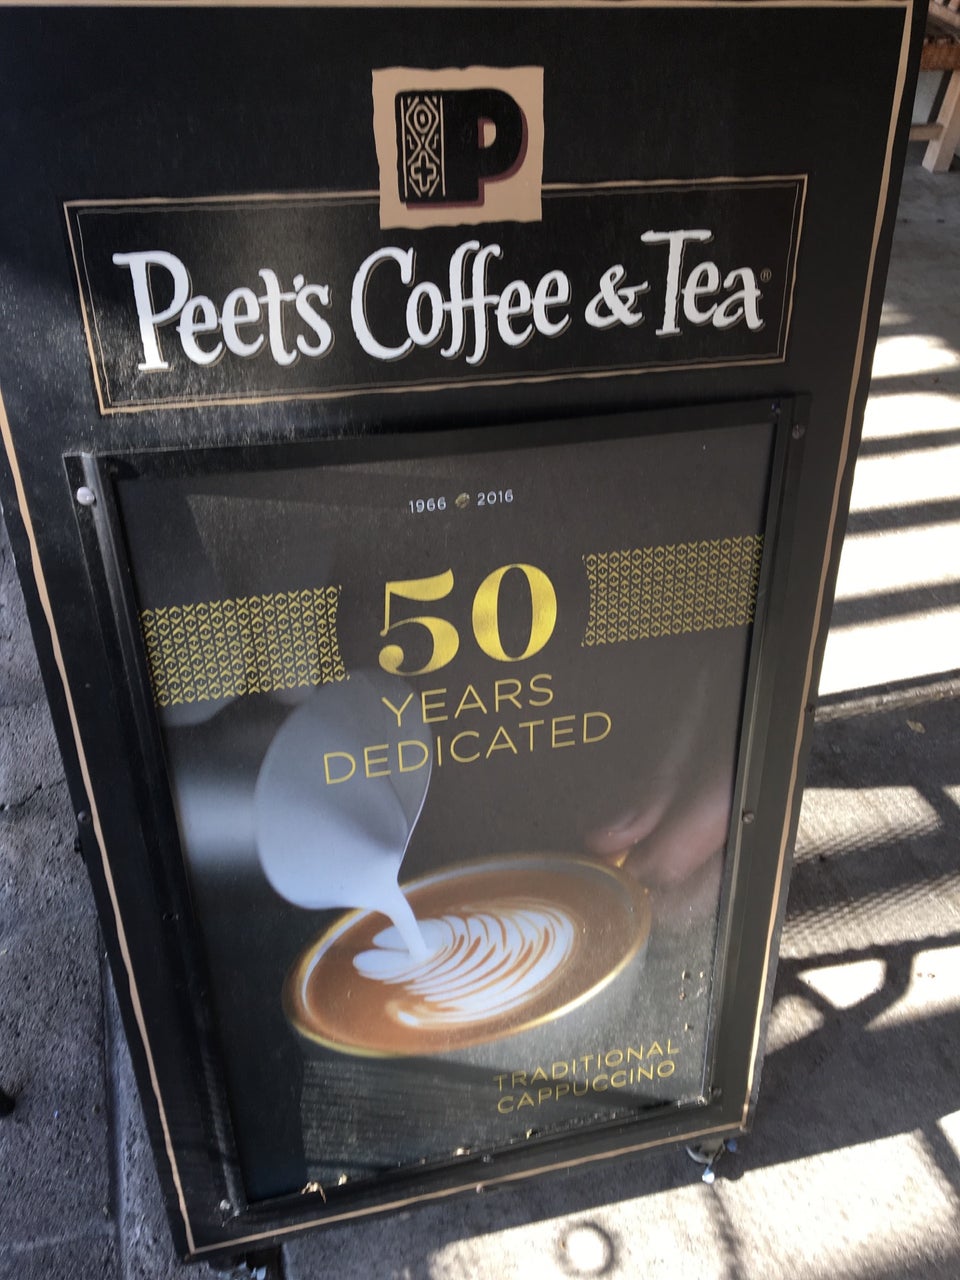 P
Peet's Coffee & Tea®
1966 2016
50
YEARS
DEDICATED
TRADITIONAL
CAPPUCCINO